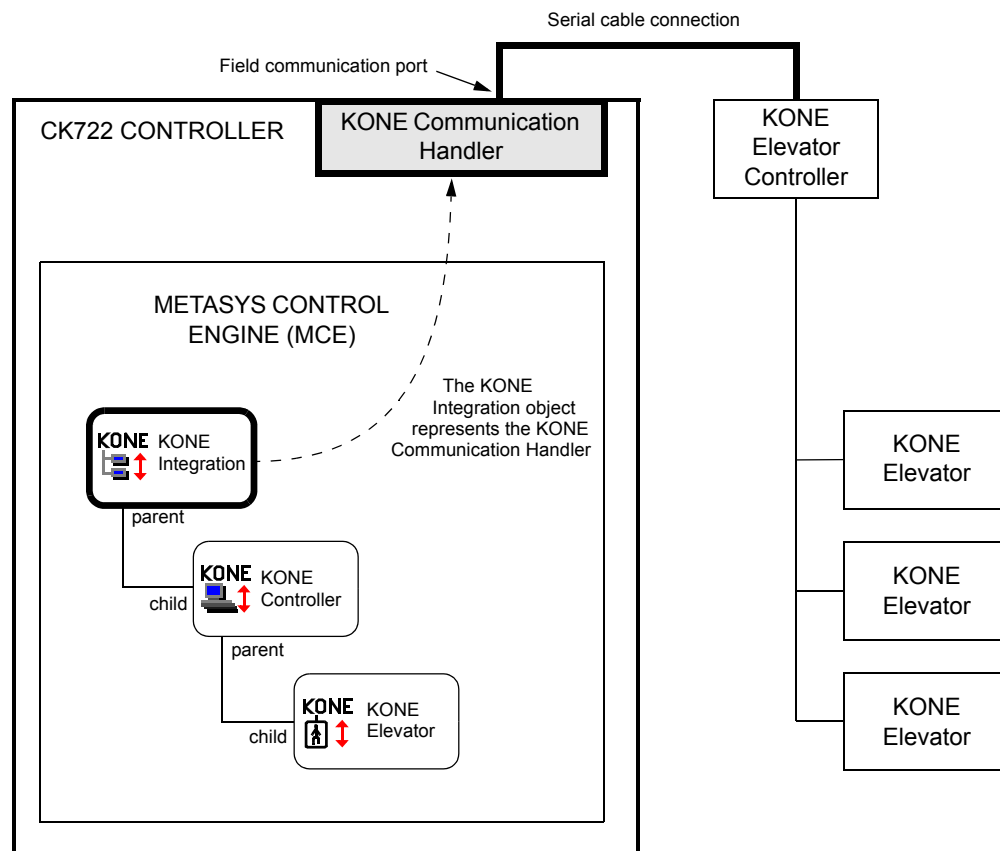 Serial cable connection
Field communication port
CK722 CONTROLLER
KONE Communication
Handler
KONE
Elevator
Controller
METASYS CONTROL
ENGINE (MCE)
The KONE
Integration object
represents the KONE
Communication Handler
KONE
KONE
Integration
parent
child
KONE
KONE
Controller
parent
child
KONE
KONE
Elevator
KONE
Elevator
KONE
Elevator
KONE
Elevator